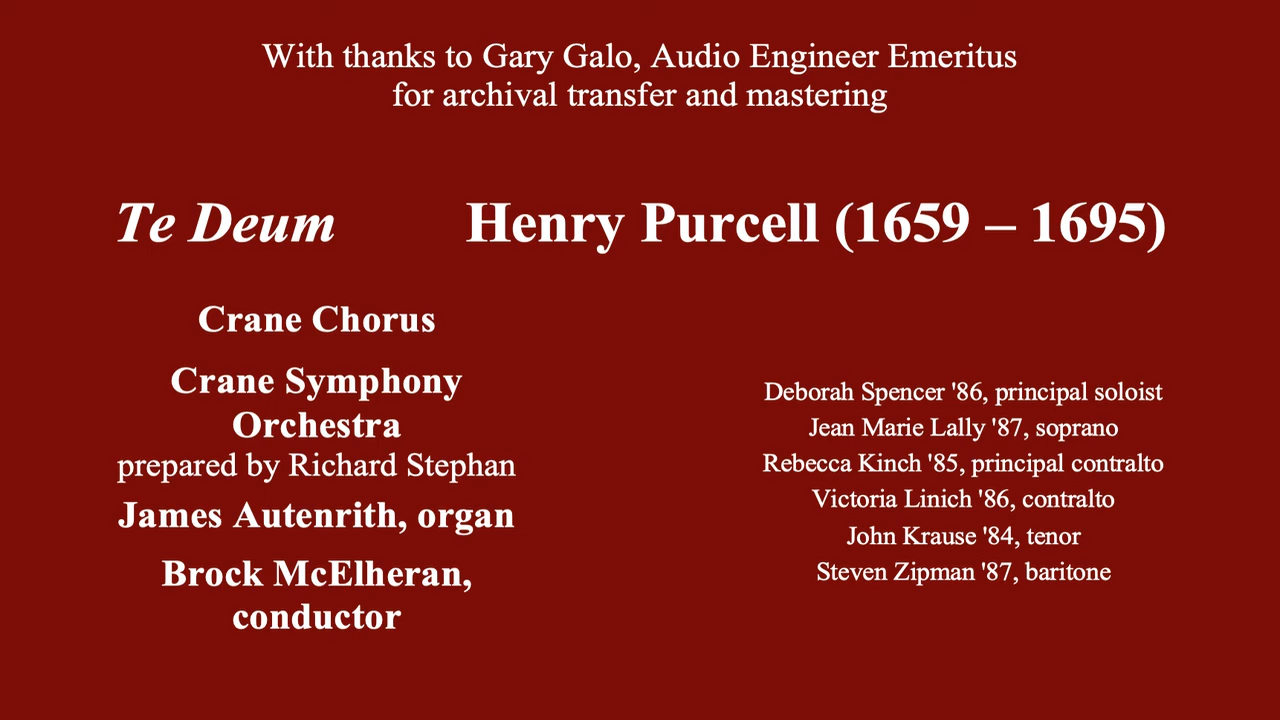 With thanks to Gary Galo, Audio Engineer Emeritus
for archival transfer and mastering
Te Deum Henry Purcell (1659 – 1695)
Crane Chorus
Crane Symphony
Orchestra
prepared by Richard Stephan
James Autenrith, organ
Brock McElheran,
conductor
Deborah Spencer '86, principal soloist
Jean Marie Lally '87, soprano
Rebecca Kinch '85, principal contralto
Victoria Linich '86, contralto
John Krause '84, tenor
Steven Zipman '87, baritone